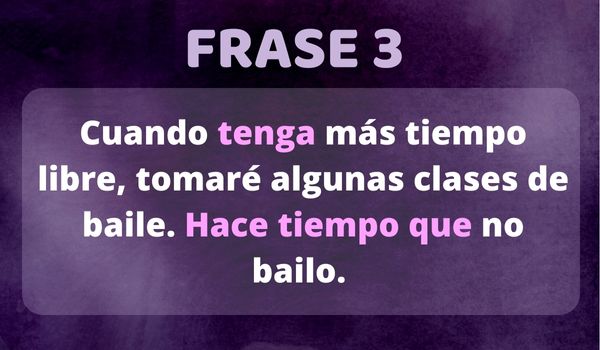 FRASE 3
Cuando tenga más tiempo
libre, tomaré algunas clases de
baile. Hace tiempo que no
bailo.